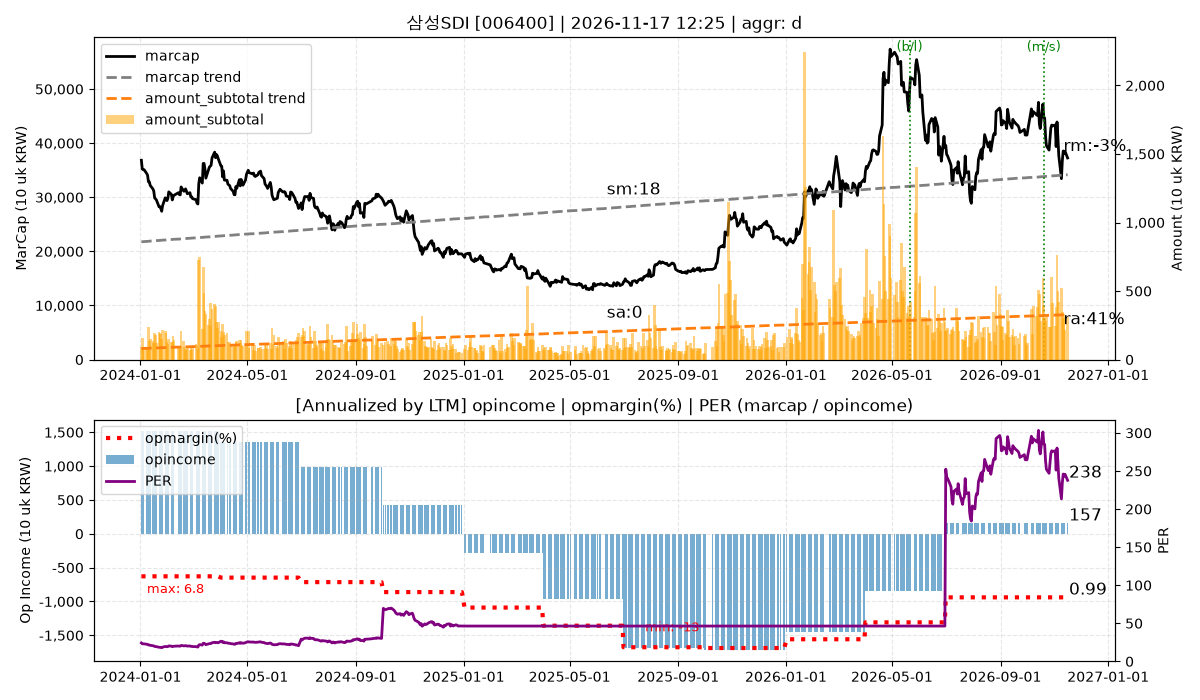 삼성SDI [006400] | 2026-11-17 12:25 | aggr: d
marcap
marcap trend
amount_subtotal trend
amount_subtotal
(b/l)
(m/s)
rm:-3%
sm:18
sa:0
ra:41%
MarCap (10 uk KRW)
50,000
40,000
30,000
20,000
10,000
0
Amount (10 uk KRW)
2,000
1,500
1,000
500
0
2024-01-01 2024-05-01 2024-09-01 2025-01-01 2025-05-01 2025-09-01 2026-01-01 2026-05-01 2026-09-01 2027-01-01
[Annualized by LTM] opincome | opmargin(%) | PER (marcap / opincome)
opmargin(%)
opincome
PER
Op Income (10 uk KRW)
1,500
1,000
500
0
-500
-1,000
-1,500
max: 6.8
238
157
0.99
PER
300
250
200
150
100
50
0
2024-01-01 2024-05-01 2024-09-01 2025-01-01 2025-05-01 2025-09-01 2026-01-01 2026-05-01 2026-09-01 2027-01-01